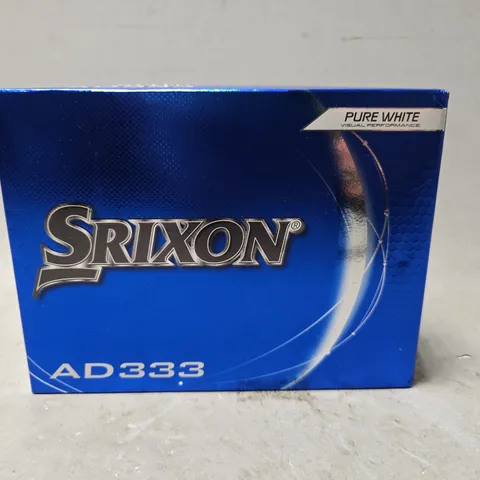 PURE WHITE
VISUAL PERFORMANCE
SRIXON®
AD333